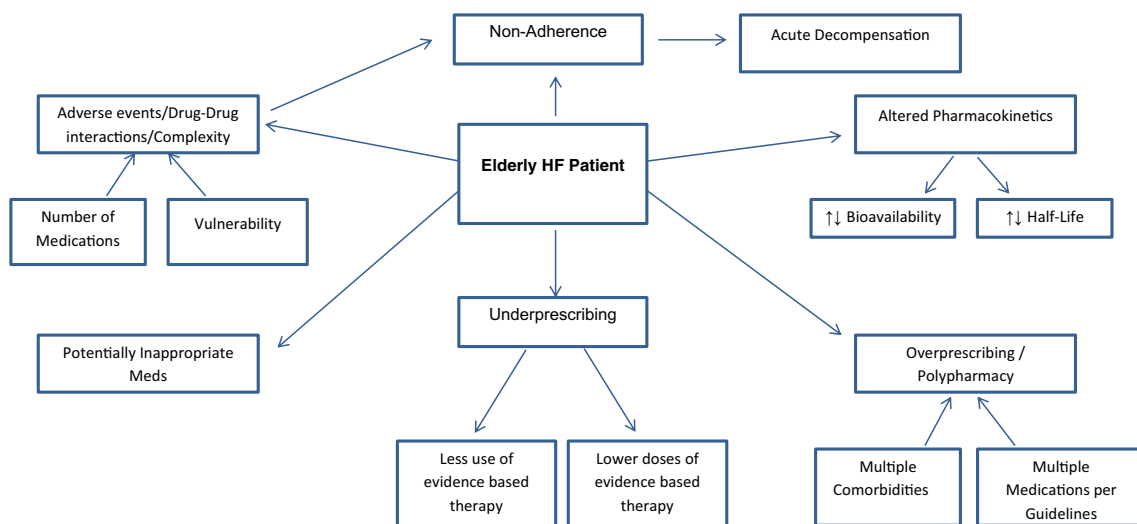 Non-Adherence
Acute Decompensation
Adverse events/Drug-Drug
interactions/Complexity
Elderly HF Patient
Altered Pharmacokinetics
Number of
Medications
Vulnerability
↑↓ Bioavailability
↑↓ Half-Life
Underprescribing
Potentially Inappropriate
Meds
Overprescribing /
Polypharmacy
Less use of
evidence based
therapy
Lower doses of
evidence based
therapy
Multiple
Comorbidities
Multiple
Medications per
Guidelines